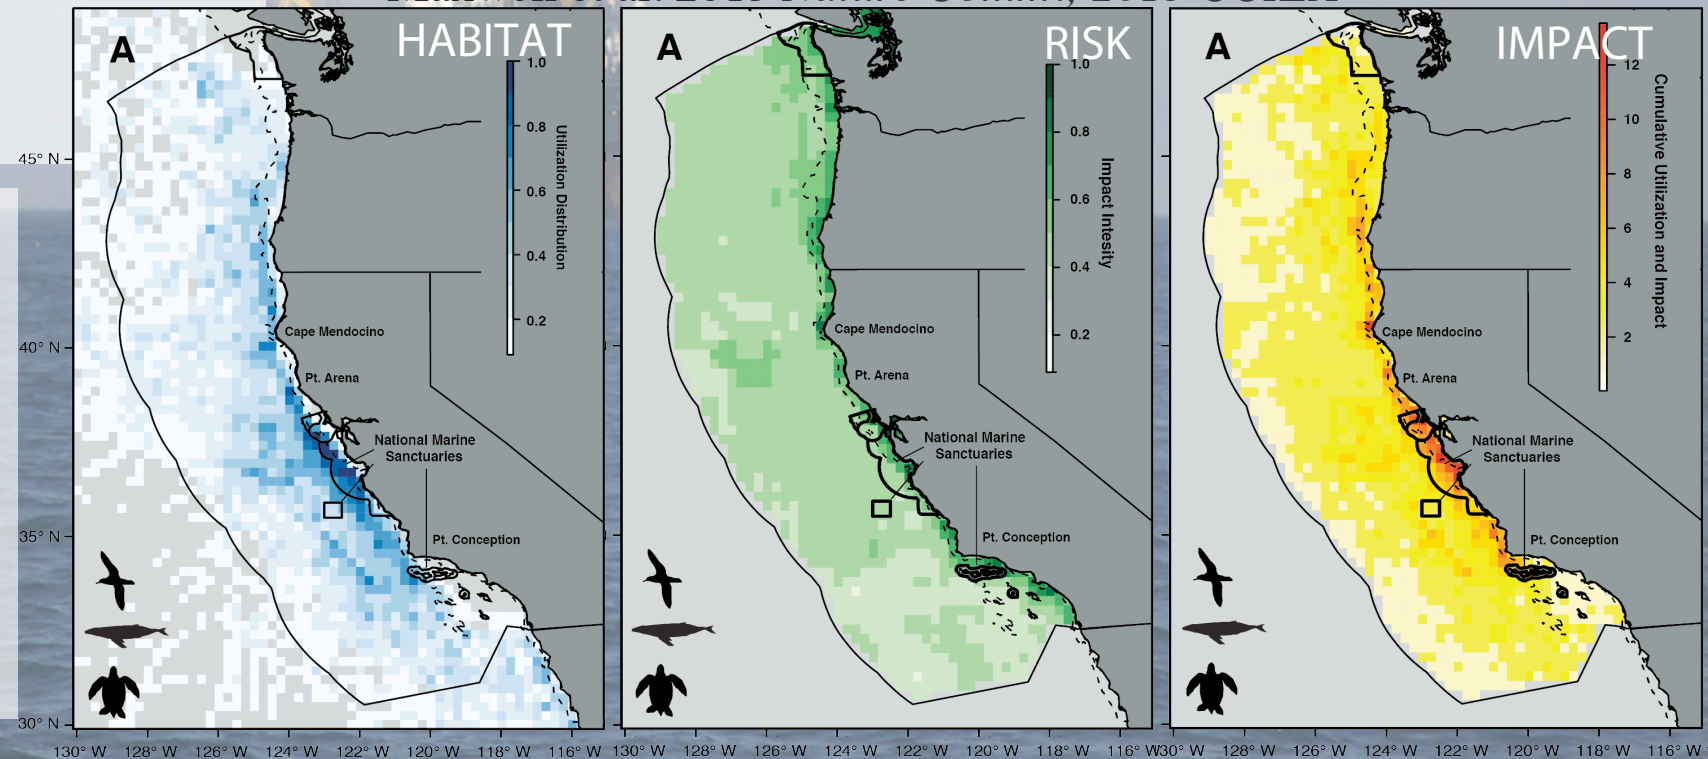 A
HABITAT
1.0
0.8
0.6
0.4
0.2
Utilization Distribution
Cape Mendocino
Pt. Arena
National Marine
Sanctuaries
Pt. Conception
45° N
40° N
35° N
30° N
130° W 128° W 126° W 124° W 122° W 120° W 118° W 116° W
A
RISK
1.0
0.8
0.6
0.4
0.2
Impact Intesity
Cape Mendocino
Pt. Arena
National Marine
Sanctuaries
Pt. Conception
130° W 128° W 126° W 124° W 122° W 120° W 118° W 116° W
A
IMPACT
12
10
8
6
4
2
Cumulative Utilization and Impact
Cape Mendocino
Pt. Arena
National Marine
Sanctuaries
Pt. Conception
30° W 128° W 126° W 124° W 122° W 120° W 118° W 116° W